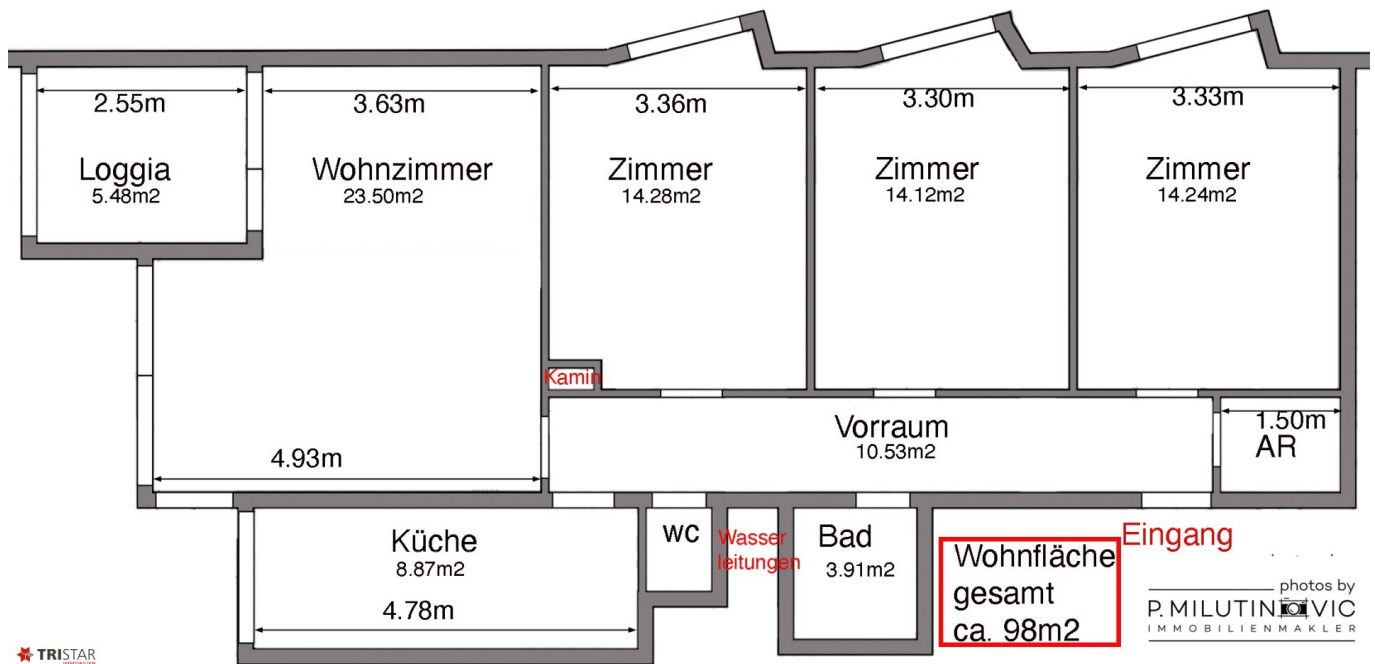 2.55m
3.63m
3.36m
3.30m
3.33m
Loggia
5.48m2
Wohnzimmer
23.50m2
Zimmer
14.28m2
Zimmer
14.12m2
Zimmer
14.24m2
Kamin
4.93m
Vorraum
10.53m2
1.50m
AR
Küche
8.87m2
4.78m
wc
Wasser
leitungen
Bad
3.91m2
Eingang
Wohnfläche
gesamt
ca. 98m2
photos by
P. MILUTINOVIC
IMMOBILIENMAKLER
TRISTAR
IMMOBILIEN